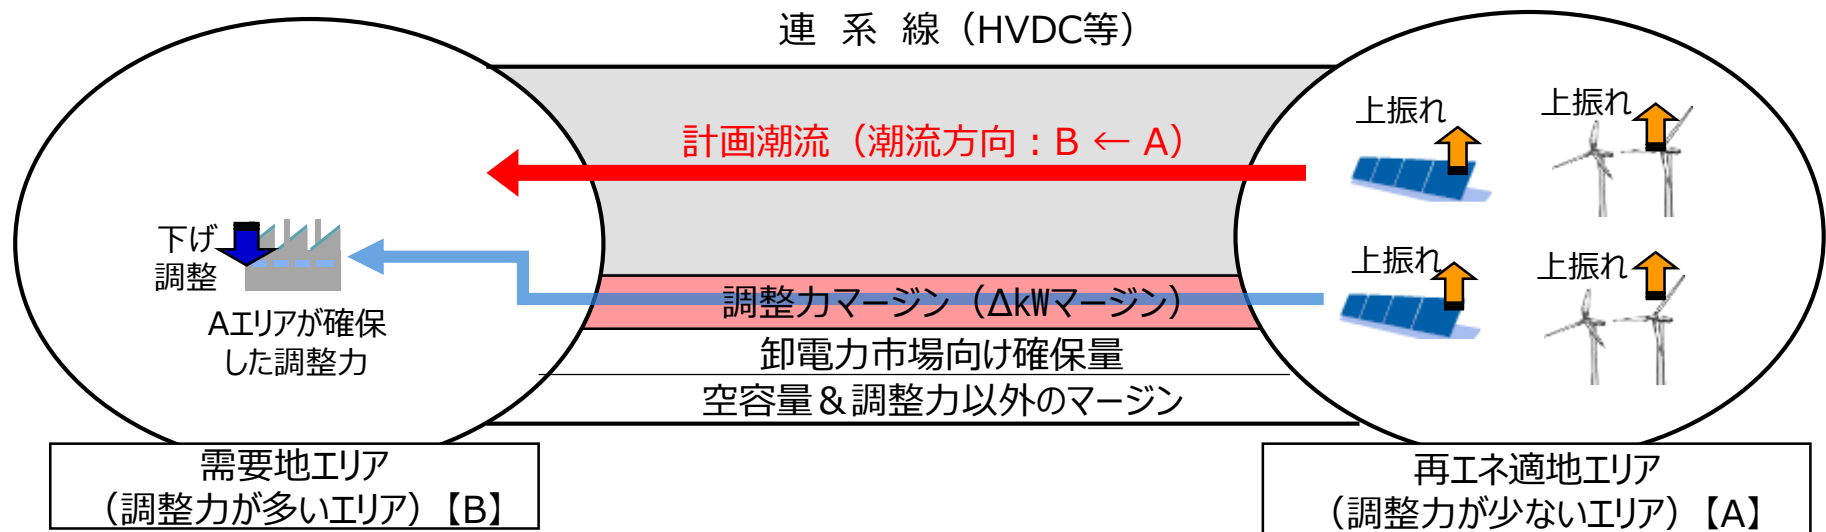 連 系 線（HVDC等）
計画潮流（潮流方向：B ← A）
上振れ
上振れ
上振れ
上振れ
下げ
調整
Aエリアが確保
した調整力
調整力マージン（ΔkWマージン）
卸電力市場向け確保量
空容量＆調整力以外のマージン
需要地エリア
（調整力が多いエリア）【B】
再エネ適地エリア
（調整力が少ないエリア）【A】